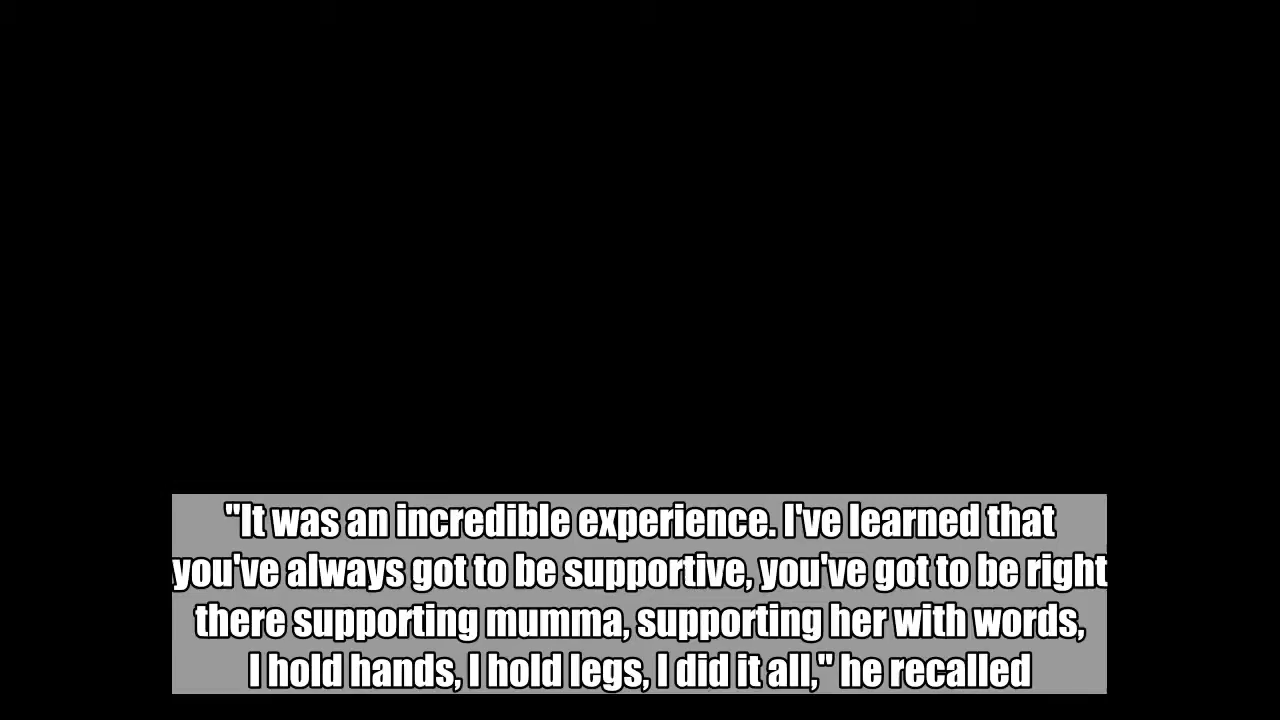 "It was an incredible experience. I've learned that
you've always got to be supportive, you've got to be right
there supporting mumma, supporting her with words,
I hold hands, I hold legs, I did it all," he recalled